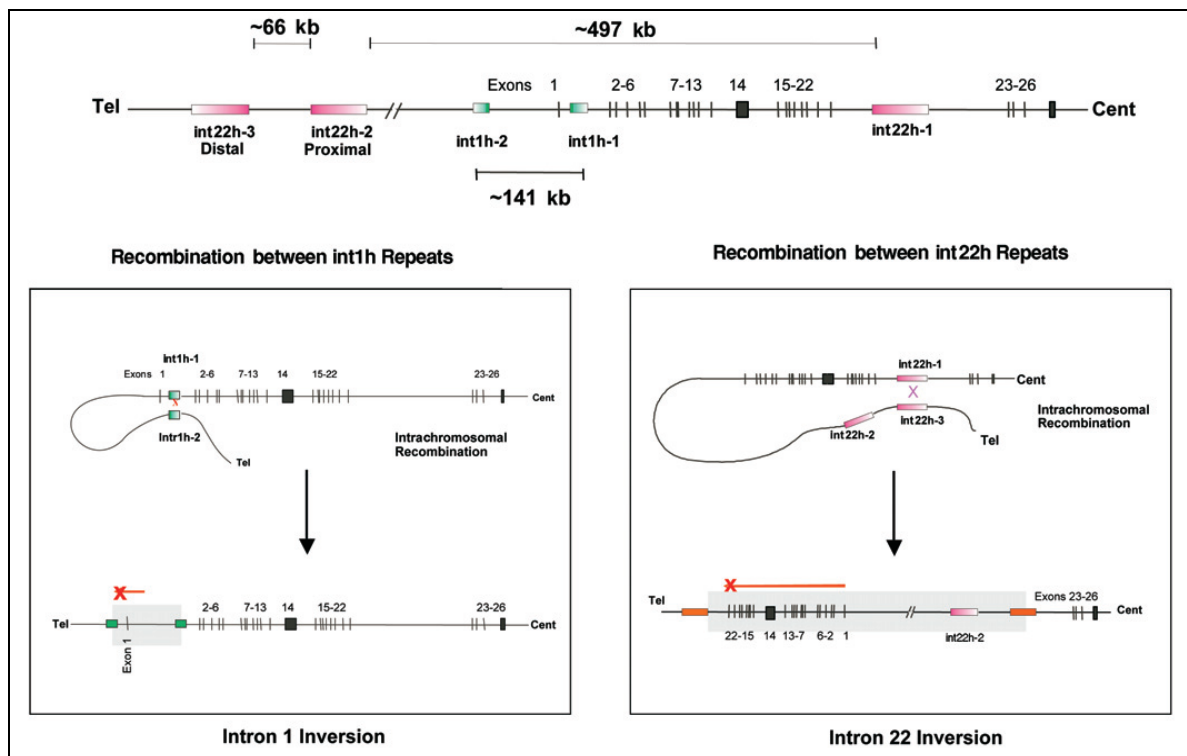 ~66 kb
~497 kb
Exons 1 2-6 7-13 14 15-22 23-26
Tel
Cent
int22h-3
Distal
int22h-2
Proximal
int1h-2
int1h-1
int22h-1
~141 kb
Recombination between int1h Repeats
Recombination between int22h Repeats
int1h-1
Exons 1 2-6 7-13 14 15-22 23-26
Cent
X
Intr1h-2
Tel
Intrachromosomal
Recombination
X
2-6 7-13 14 15-22 23-26
Tel
Cent
Exon 1
Intron 1 Inversion
int22h-1
Cent
X
int22h-2
int22h-3
Tel
Intrachromosomal
Recombination
X
Tel
Exons 23-26
Cent
22-15 14 13-7 6-2 1
int22h-2
Intron 22 Inversion